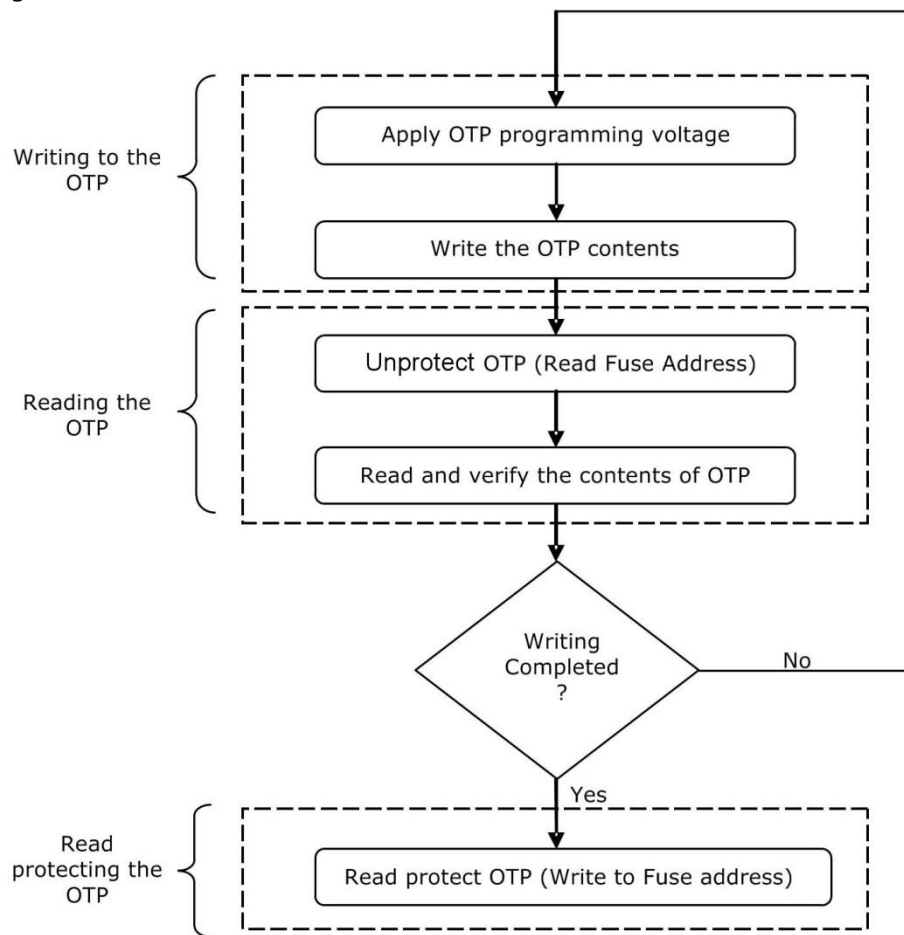 Apply OTP programming voltage
Writing to the
OTP
Write the OTP contents
Unprotect OTP (Read Fuse Address)
Reading the
OTP
Read and verify the contents of OTP
Writing
Completed
?
No
Yes
Read
protecting the
OTP
Read protect OTP (Write to Fuse address)